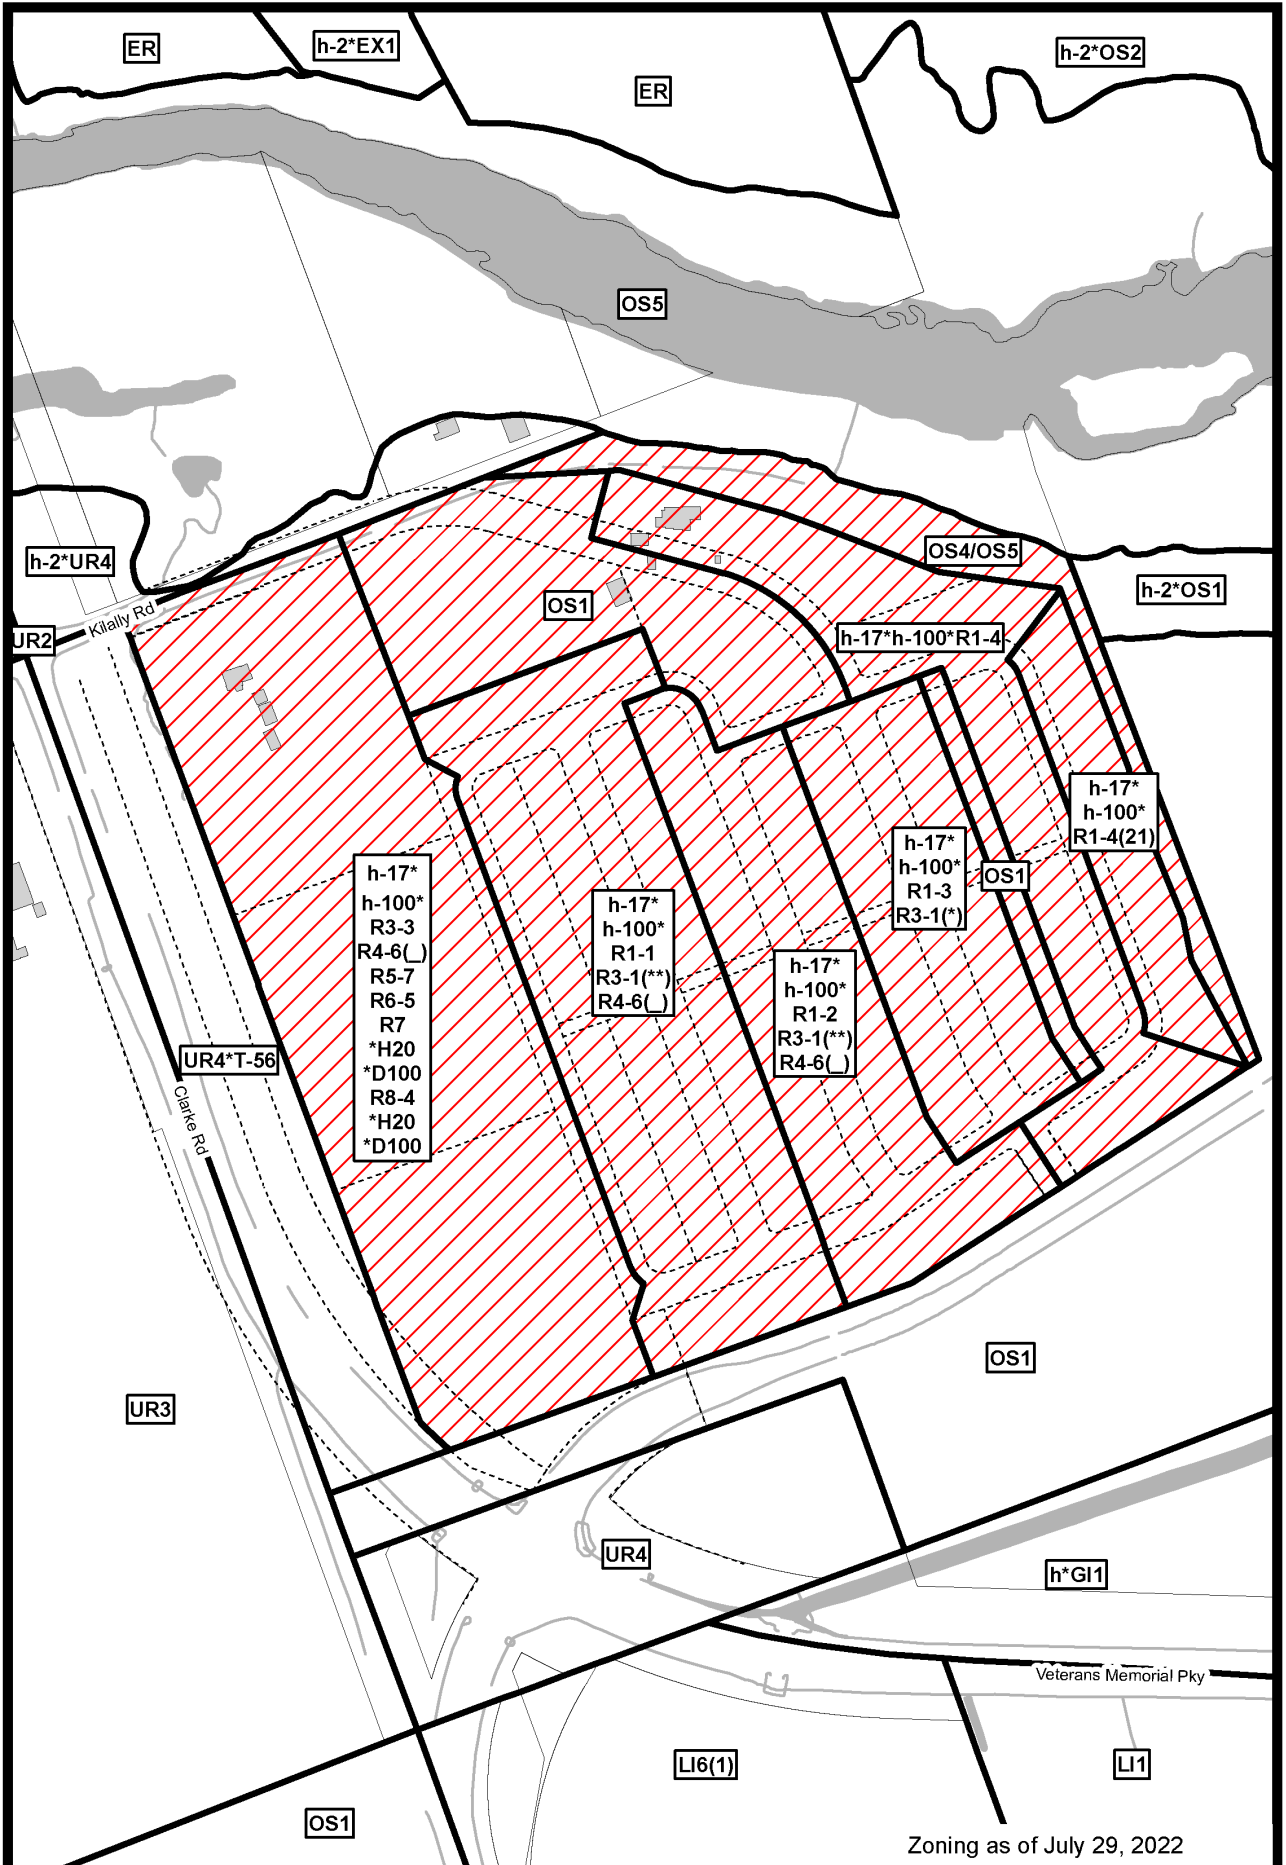 ER
h-2*EX1
h-2*OS2
ER
OS5
h-2*UR4
OS4/OS5
h-2*OS1
OS1
Kilally Rd
UR2
h-17*h-100*R1-4
h-17*
h-100*
R1-4(21)
h-17*
h-100*
R1-3
R3-1(*)
OS1
h-17*
h-100*
R3-3
R4-6(_)
R5-7
R6-5
R7
*H20
*D100
R8-4
*H20
*D100
h-17*
h-100*
R1-1
R3-1(**)
R4-6(_)
h-17*
h-100*
R1-2
R3-1(**)
R4-6(_)
UR4*T-56
Clarke Rd
OS1
UR3
UR4
h*GI1
Veterans Memorial Pky
LI6(1)
LI1
OS1
Zoning as of July 29, 2022